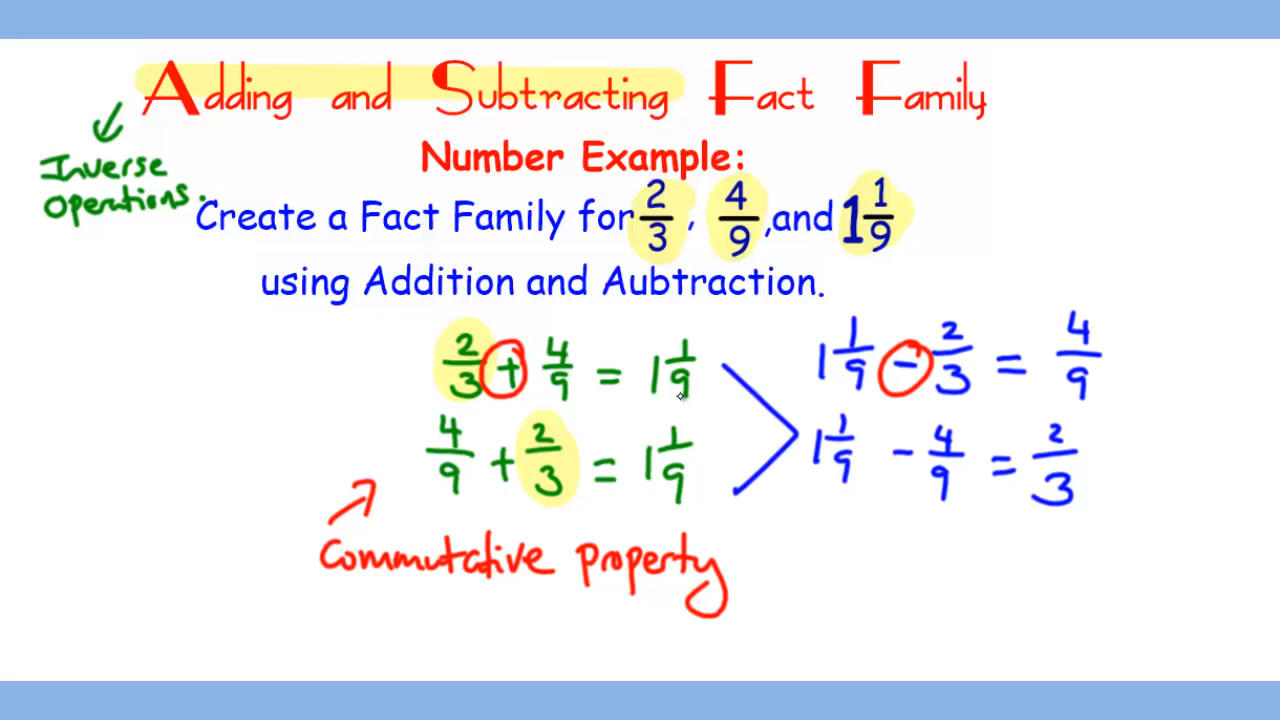 Adding and Subtracting Fact Family
Inverse
Operations.
Number Example:
Create a Fact Family for 2/3, 4/9, and 1 1/9
using Addition and Aubtraction.
2/3 + 4/9 = 1 1/9
4/9 + 2/3 = 1 1/9
1 1/9 - 2/3 = 4/9
1 1/9 - 4/9 = 2/3
Commutative property